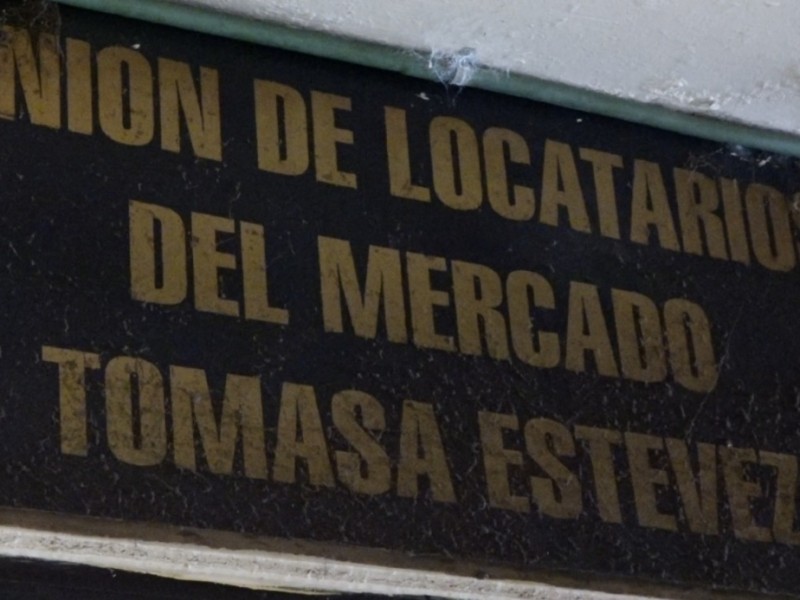 NION DE LOCATARIOS
DEL MERCADO
TOMASA ESTEVEZ